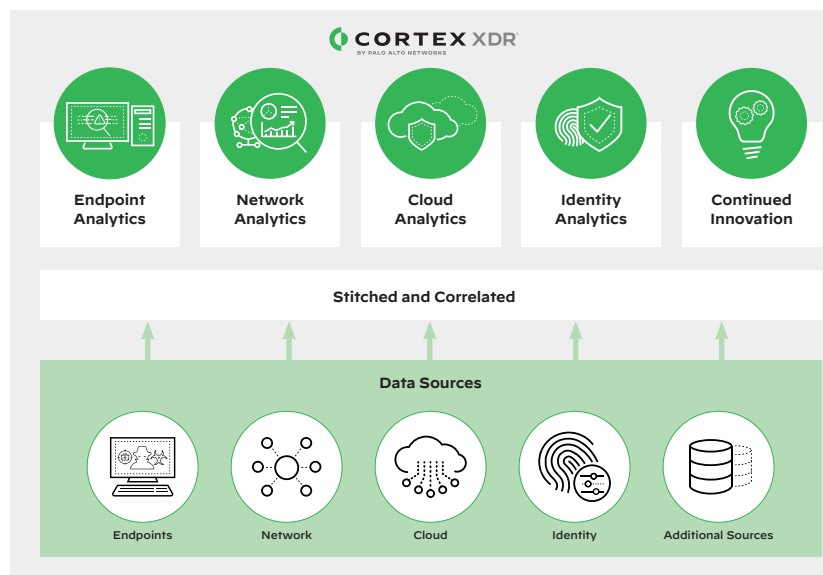 CORTEX XDR
BY PALO ALTO NETWORKS
Endpoint
Analytics
Network
Analytics
Cloud
Analytics
Identity
Analytics
Continued
Innovation
Stitched and Correlated
Data Sources
Endpoints
Network
Cloud
Identity
Additional Sources